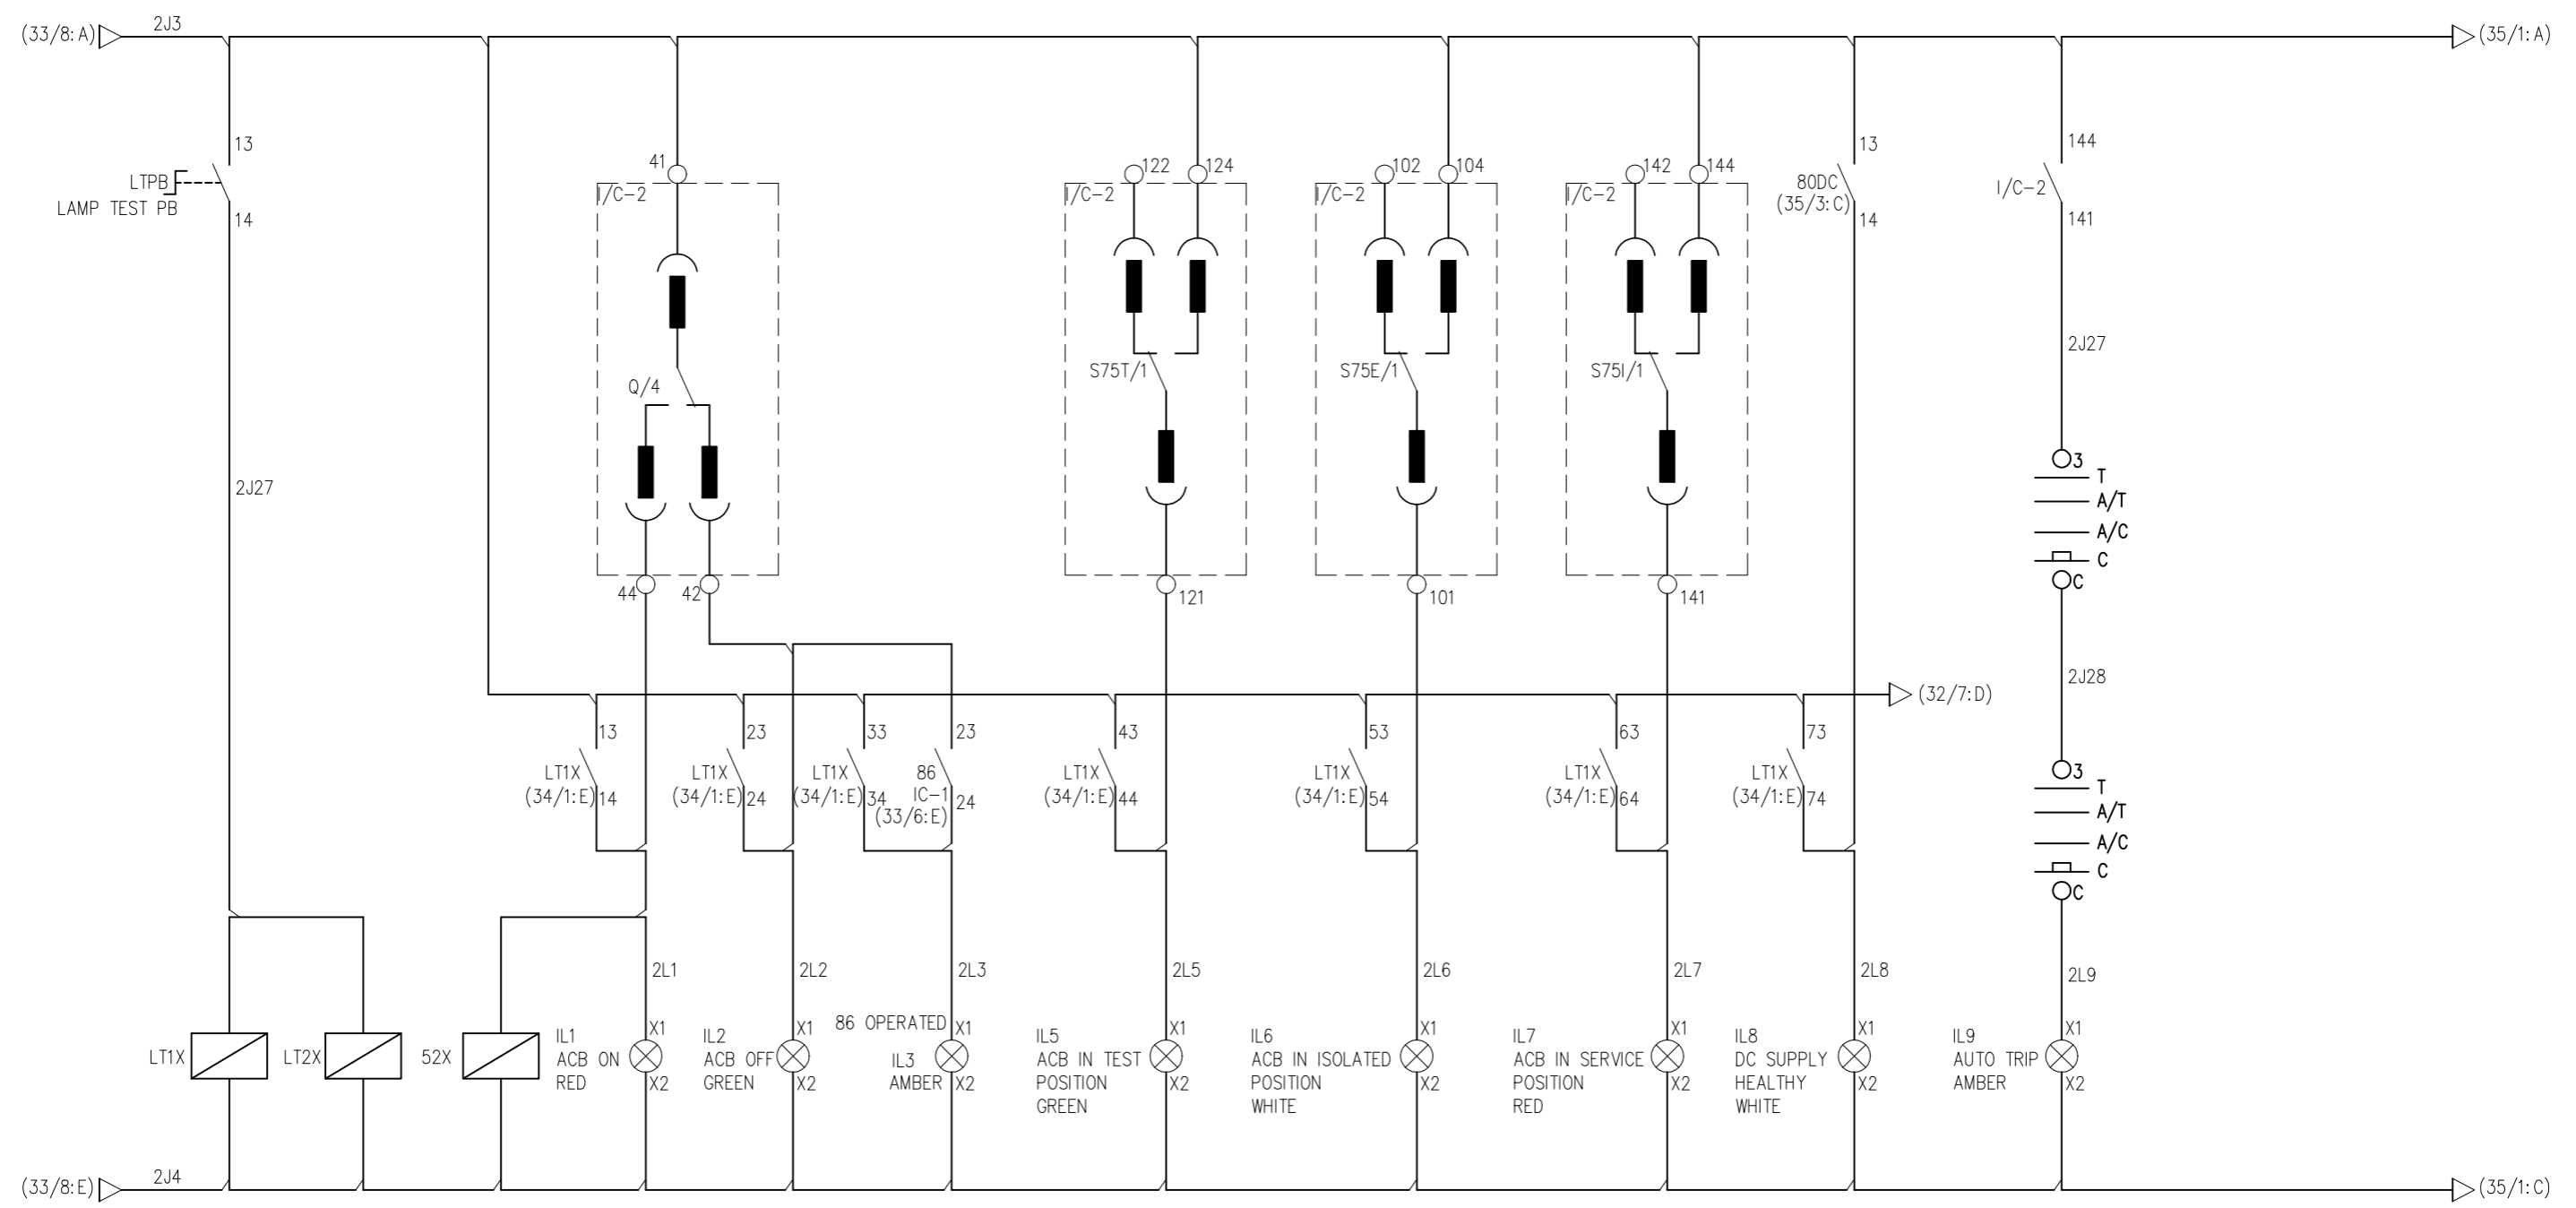 (33/8:A)
2J3
(35/1:A)
13
LTPB
LAMP TEST PB
14
2J27
41
I/C-2
Q/4
44
42
122
124
I/C-2
S75T/1
121
102
104
I/C-2
S75E/1
101
142
144
I/C-2
S75I/1
141
13
80DC
(35/3:C)
14
144
I/C-2
141
2J27
3
T
A/T
A/C
C
C
2J28
3
T
A/T
A/C
C
C
(32/7:D)
13
LT1X
(34/1:E)
14
23
LT1X
(34/1:E)
24
33
LT1X
(34/1:E)
34
23
86
IC-1
(33/6:E)
24
43
LT1X
(34/1:E)
44
53
LT1X
(34/1:E)
54
63
LT1X
(34/1:E)
64
73
LT1X
(34/1:E)
74
LT1X
LT2X
52X
2L1
IL1
ACB ON
RED
X1
X2
2L2
IL2
ACB OFF
GREEN
X1
X2
2L3
86 OPERATED
IL3
AMBER
X1
X2
2L5
IL5
ACB IN TEST
POSITION
GREEN
X1
X2
2L6
IL6
ACB IN ISOLATED
POSITION
WHITE
X1
X2
2L7
IL7
ACB IN SERVICE
POSITION
RED
X1
X2
2L8
IL8
DC SUPPLY
HEALTHY
WHITE
X1
X2
2L9
IL9
AUTO TRIP
AMBER
X1
X2
(33/8:E)
2J4
(35/1:C)